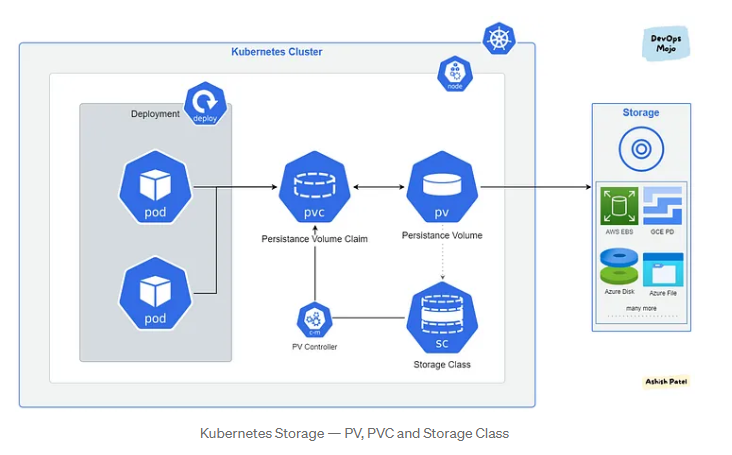 Kubernetes Cluster
DevOps
Mojo
node
Deployment
deploy
Storage
pod
pvc
pv
Persistance Volume Claim
Persistance Volume
AWS EBS
GCE PD
pod
c-m
PV Controller
sc
Storage Class
Azure Disk
Azure File
many more
Ashish Patel
Kubernetes Storage — PV, PVC and Storage Class